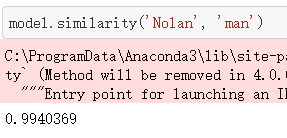 model.similarity('Nolan', 'man')
C:\ProgramData\Anaconda3\lib\site-pa
ty` (Method will be removed in 4.0.
"""Entry point for launching an I
0.9940369